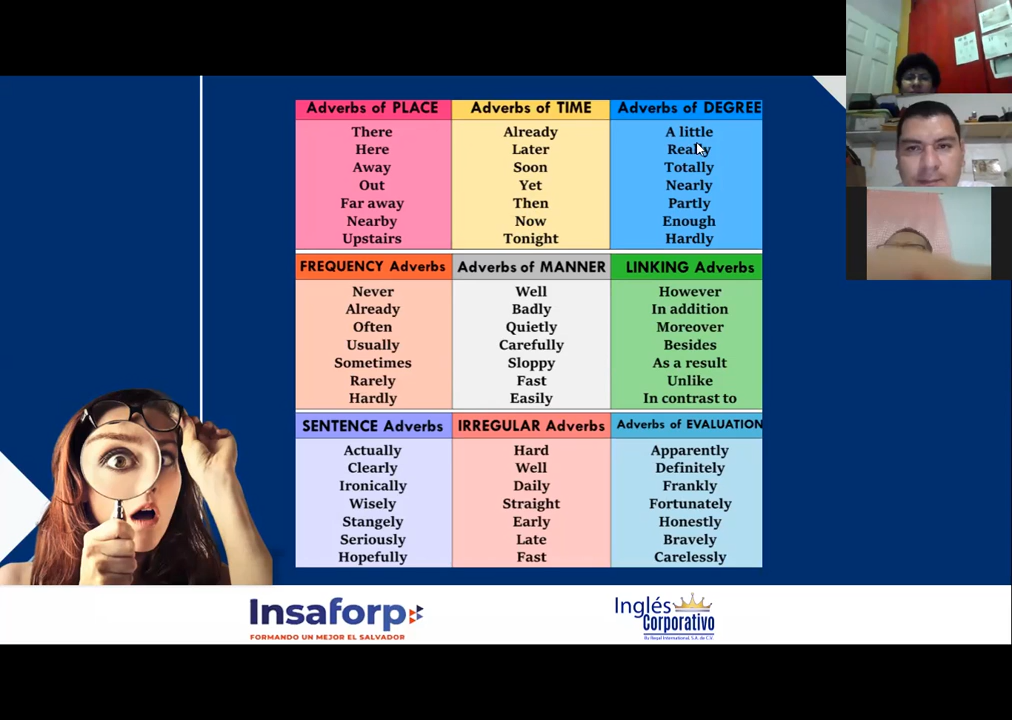 Adverbs of PLACE
There
Here
Away
Out
Far away
Nearby
Upstairs
Adverbs of TIME
Already
Later
Soon
Yet
Then
Now
Tonight
Adverbs of DEGREE
A little
Really
Totally
Nearly
Partly
Enough
Hardly
FREQUENCY Adverbs
Never
Already
Often
Usually
Sometimes
Rarely
Hardly
Adverbs of MANNER
Well
Badly
Quietly
Carefully
Sloppy
Fast
Easily
LINKING Adverbs
However
In addition
Moreover
Besides
As a result
Unlike
In contrast to
SENTENCE Adverbs
Actually
Clearly
Ironically
Wisely
Stangely
Seriously
Hopefully
IRREGULAR Adverbs
Hard
Well
Daily
Straight
Early
Late
Fast
Adverbs of EVALUATION
Apparently
Definitely
Frankly
Fortunately
Honestly
Bravely
Carelessly
Insaforp
FORMANDO UN MEJOR EL SALVADOR
Inglés
Corporativo
By Royal International, S.A. de C.V.